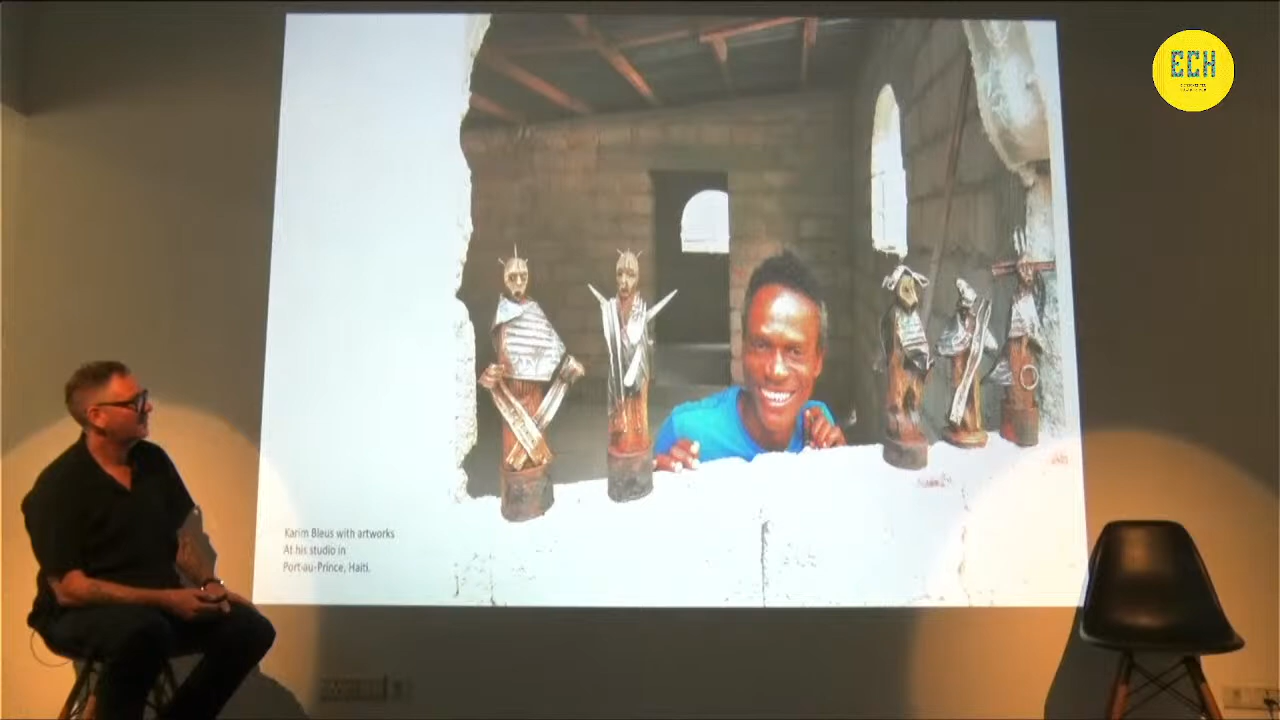 ECH
Karim Bleus with artworks
At his studio in
Port-au-Prince, Haiti.